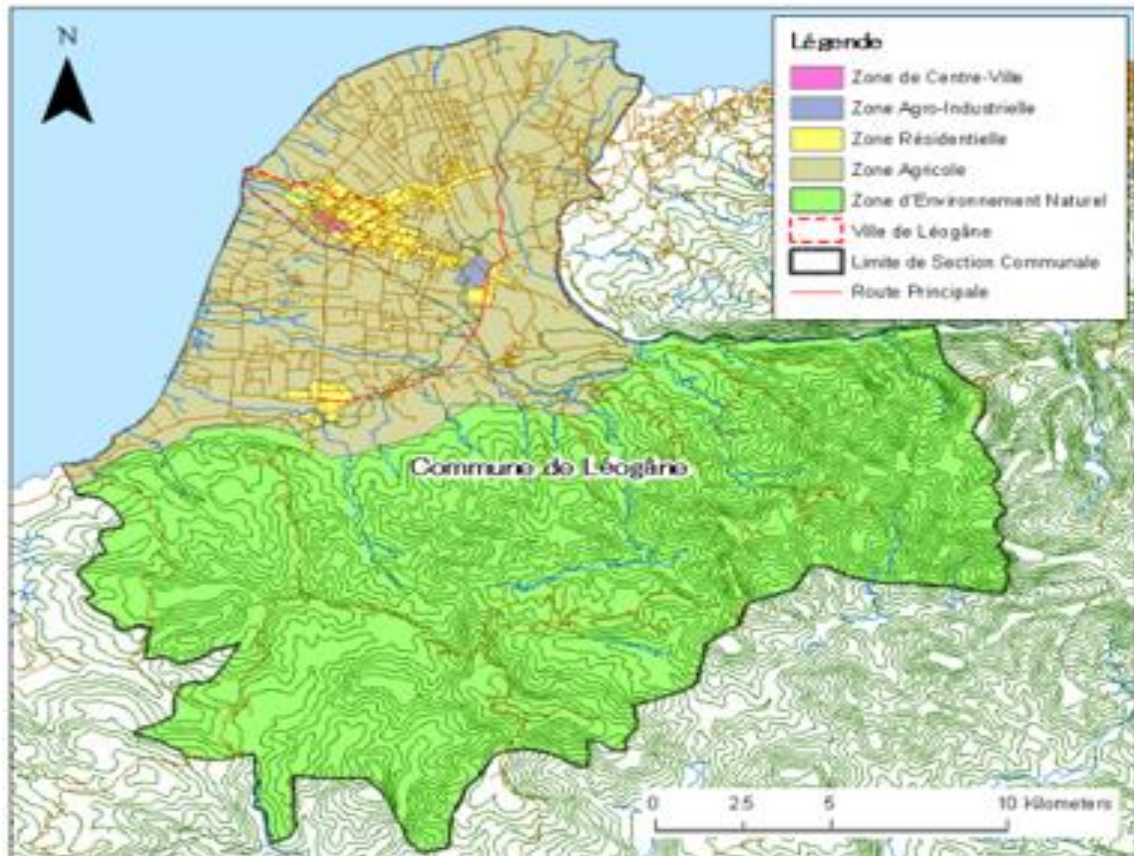 N
Légende
Zone de Centre-Ville
Zone Agro-Industrielle
Zone Résidentielle
Zone Agricole
Zone d'Environnement Naturel
Ville de Léogâne
Limite de Section Communale
Route Principale
Commune de Léogâne
0 2.5 5 10 Kilometers